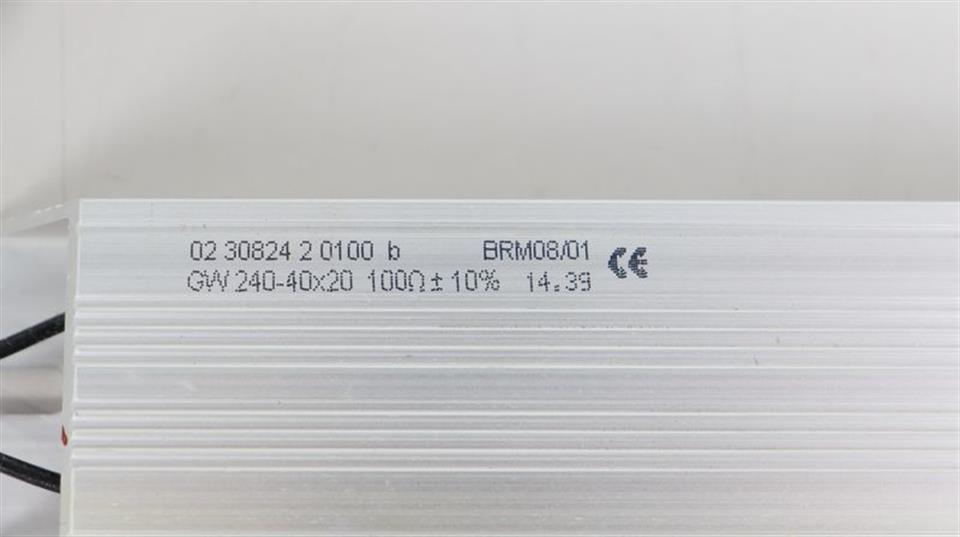 02 30824 2 0100 b BRM08/01 CE
GW 240-40x20 100Ω ± 10% 14.39